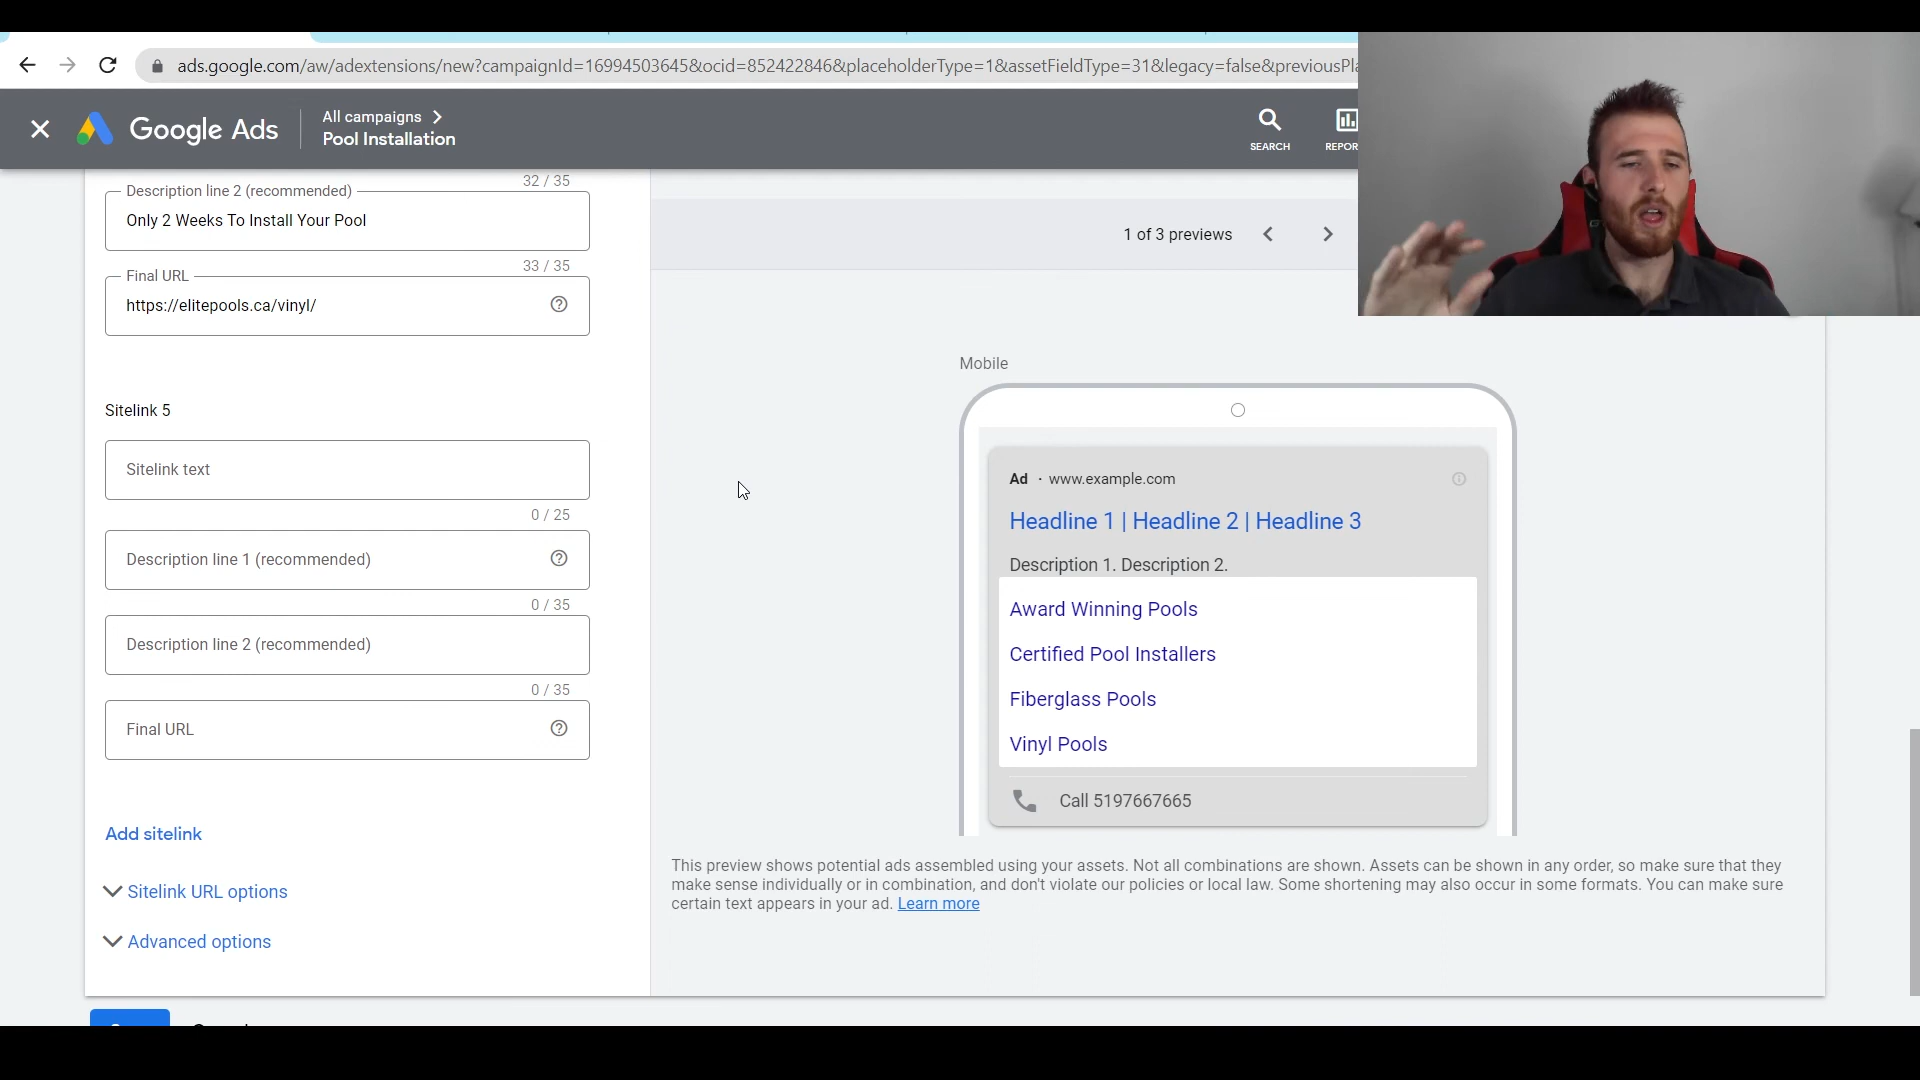 ads.google.com/aw/adextensions/new?campaignId=16994503645&ocid=852422846&placeholderType=1&assetFieldType=31&legacy=false&previousPla
Google Ads
All campaigns
Pool Installation
SEARCH
REPOR
32 / 35
Description line 2 (recommended)
Only 2 Weeks To Install Your Pool
33 / 35
Final URL
https://elitepools.ca/vinyl/
Sitelink 5
Sitelink text
0 / 25
Description line 1 (recommended)
0 / 35
Description line 2 (recommended)
0 / 35
Final URL
Add sitelink
Sitelink URL options
Advanced options
1 of 3 previews
Mobile
Ad · www.example.com
Headline 1 | Headline 2 | Headline 3
Description 1. Description 2.
Award Winning Pools
Certified Pool Installers
Fiberglass Pools
Vinyl Pools
Call 5197667665
This preview shows potential ads assembled using your assets. Not all combinations are shown. Assets can be shown in any order, so make sure that they
make sense individually or in combination, and don't violate our policies or local law. Some shortening may also occur in some formats. You can make sure
certain text appears in your ad. Learn more